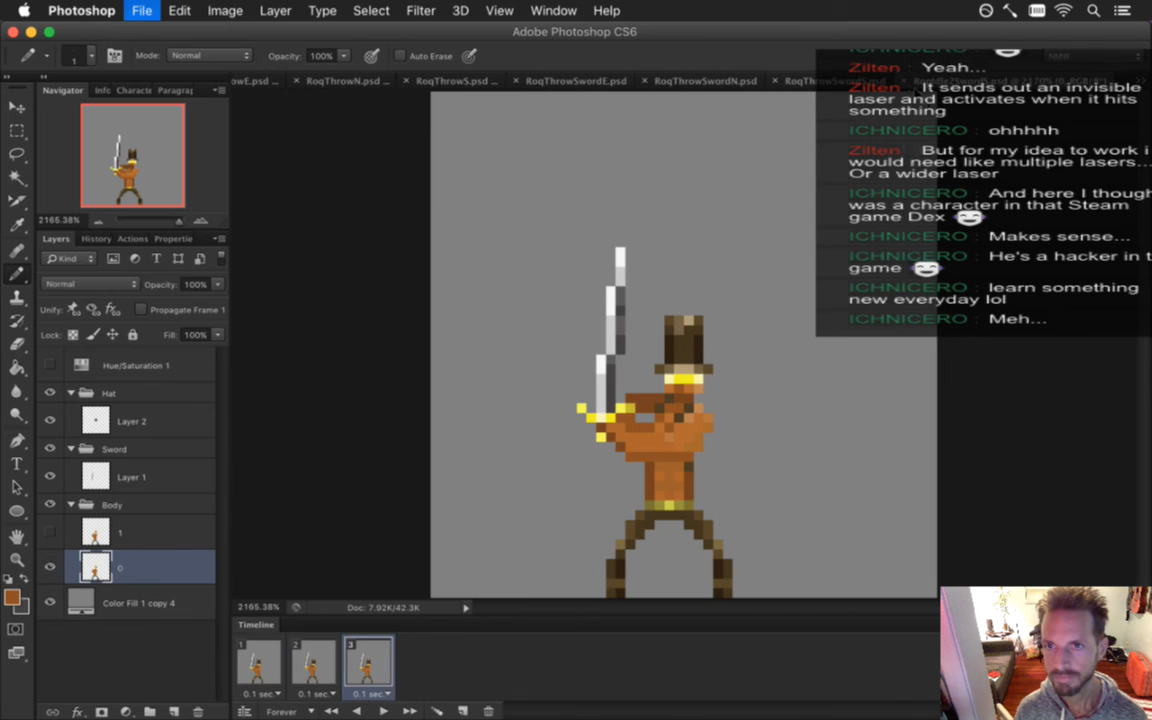 Photoshop File Edit Image Layer Type Select Filter 3D View Window Help
Adobe Photoshop CS6
1 Mode: Normal Opacity: 100% Auto Erase
RoqThrowN.psd ... RoqThrowS.psd ... RoqThrowSwordE.psd RoqThrowSwordN.psd
Navigator Info Characte Paragraj
2165.38%
Layers History Actions Propertie
Kind
Normal Opacity: 100%
Unify: Propagate Frame 1
Lock: Fill: 100%
Hue/Saturation 1
Hat
Layer 2
Sword
Layer 1
Body
1
0
Color Fill 1 copy 4
2165.38% Doc: 7.92K/42.3K
Timeline
1 2 3
0.1 sec. 0.1 sec. 0.1 sec.
Forever
Zilten : Yeah...
Zilten : It sends out an invisible
laser and activates when it hits
something
ICHNICERO : ohhhhh
Zilten : But for my idea to work i
would need like multiple lasers...
Or a wider laser
ICHNICERO : And here I though
was a character in that Steam
game Dex
ICHNICERO : Makes sense...
ICHNICERO : He's a hacker in t
game
ICHNICERO : learn something
new everyday lol
ICHNICERO : Meh...